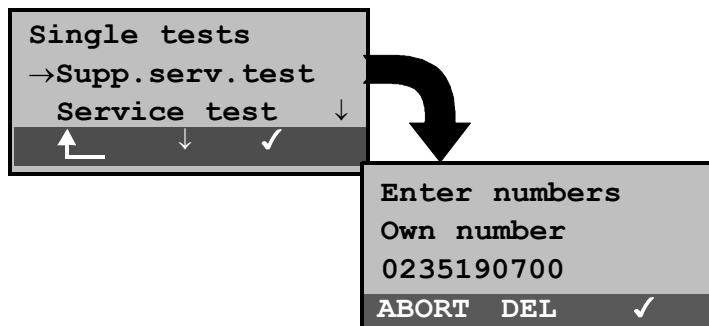 Single tests
→Supp.serv.test
Service test ↓
↓ ✓
Enter numbers
Own number
0235190700
ABORT DEL ✓